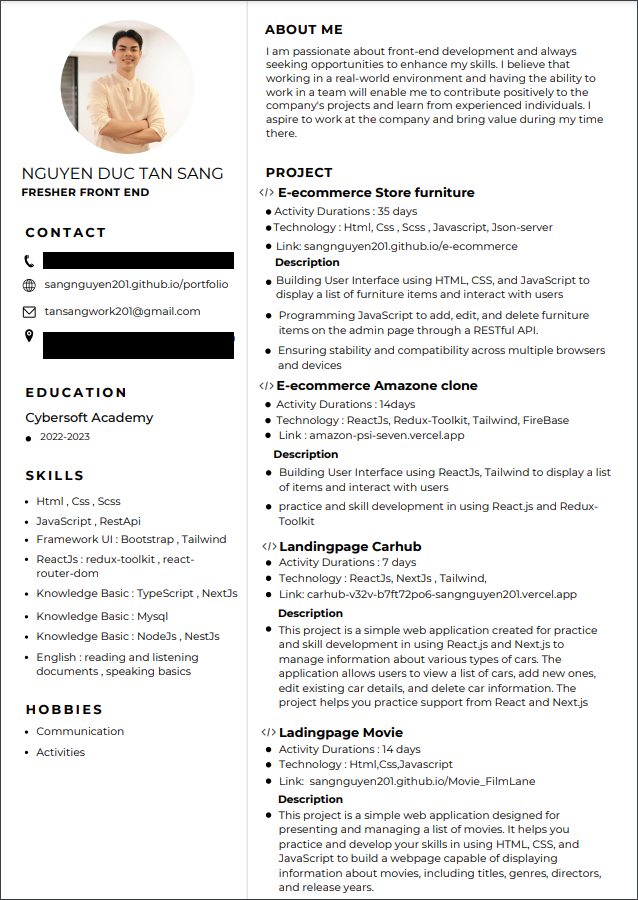 NGUYEN DUC TAN SANG
FRESHER FRONT END
CONTACT
sangnguyen201.github.io/portfolio
tansangwork201@gmail.com
EDUCATION
Cybersoft Academy
2022-2023
SKILLS
Html , Css , Scss
JavaScript , RestApi
Framework UI : Bootstrap , Tailwind
ReactJs : redux-toolkit , react-
router-dom
Knowledge Basic : TypeScript , NextJs
Knowledge Basic : Mysql
Knowledge Basic : NodeJs , NestJs
English : reading and listening
documents , speaking basics
HOBBIES
Communication
Activities
ABOUT ME
I am passionate about front-end development and always
seeking opportunities to enhance my skills. I believe that
working in a real-world environment and having the ability to
work in a team will enable me to contribute positively to the
company's projects and learn from experienced individuals. I
aspire to work at the company and bring value during my time
there.
PROJECT
</> E-ecommerce Store furniture
Activity Durations : 35 days
Technology : Html, Css , Scss , Javascript, Json-server
Link: sangnguyen201.github.io/e-ecommerce
Description
Building User Interface using HTML, CSS, and JavaScript to
display a list of furniture items and interact with users
Programming JavaScript to add, edit, and delete furniture
items on the admin page through a RESTful API.
Ensuring stability and compatibility across multiple browsers
and devices
</> E-ecommerce Amazone clone
Activity Durations : 14days
Technology : ReactJs, Redux-Toolkit, Tailwind, FireBase
Link : amazon-psi-seven.vercel.app
Description
Building User Interface using ReactJs, Tailwind to display a list
of items and interact with users
practice and skill development in using React.js and Redux-
Toolkit
</> Landingpage Carhub
Activity Durations : 7 days
Technology : ReactJs, NextJs , Tailwind,
Link: carhub-v32v-b7ft72po6-sangnguyen201.vercel.app
Description
This project is a simple web application created for practice
and skill development in using React.js and Next.js to
manage information about various types of cars. The
application allows users to view a list of cars, add new ones,
edit existing car details, and delete car information. The
project helps you practice support from React and Next.js
</> Ladingpage Movie
Activity Durations : 14 days
Technology : Html,Css,Javascript
Link: sangnguyen201.github.io/Movie_FilmLane
Description
This project is a simple web application designed for
presenting and managing a list of movies. It helps you
practice and develop your skills in using HTML, CSS, and
JavaScript to build a webpage capable of displaying
information about movies, including titles, genres, directors,
and release years.